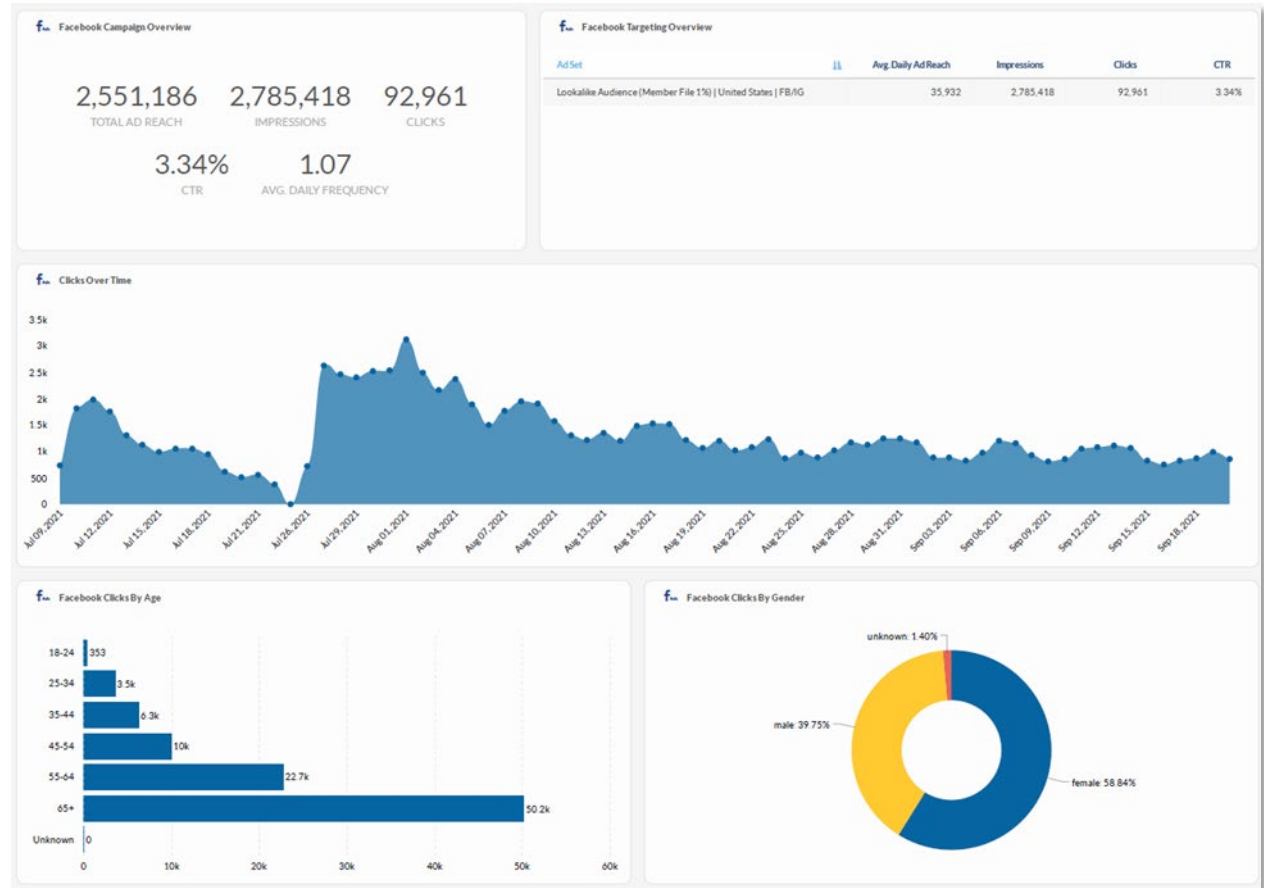 Facebook Campaign Overview
2,551,186 2,785,418 92,961
TOTAL AD REACH IMPRESSIONS CLICKS
3.34% 1.07
CTR AVG. DAILY FREQUENCY
Facebook Targeting Overview
Ad Set Avg. Daily Ad Reach Impressions Clicks CTR
Lookalike Audience (Member File 1%) | United States | FB/IG 35,932 2,785,418 92,961 3.34%
Clicks Over Time
3.5k
3k
2.5k
2k
1.5k
1k
500
0
Jul 09, 2021 Jul 12, 2021 Jul 15, 2021 Jul 18, 2021 Jul 21, 2021 Jul 26, 2021 Jul 29, 2021 Aug 01, 2021 Aug 04, 2021 Aug 07, 2021 Aug 10, 2021 Aug 13, 2021 Aug 16, 2021 Aug 19, 2021 Aug 22, 2021 Aug 25, 2021 Aug 28, 2021 Aug 31, 2021 Sep 03, 2021 Sep 06, 2021 Sep 09, 2021 Sep 12, 2021 Sep 15, 2021 Sep 18, 2021
Facebook Clicks By Age
18-24 353
25-34 3.5k
35-44 6.3k
45-54 10k
55-64 22.7k
65+ 50.2k
Unknown 0
0 10k 20k 30k 40k 50k 60k
Facebook Clicks By Gender
unknown: 1.40%
male: 39.75%
female: 58.84%